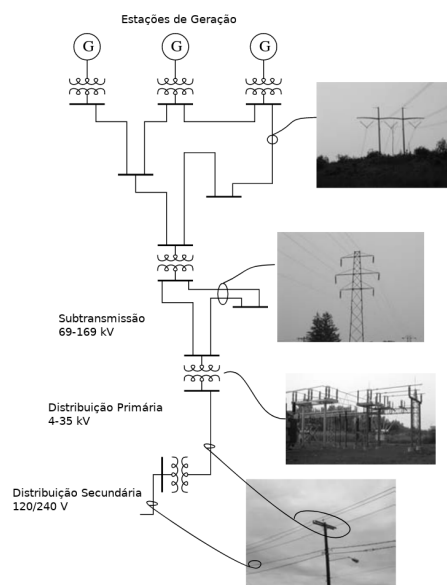 Estações de Geração
G
G
G
Subtransmissão
69-169 kV
Distribuição Primária
4-35 kV
Distribuição Secundária
120/240 V